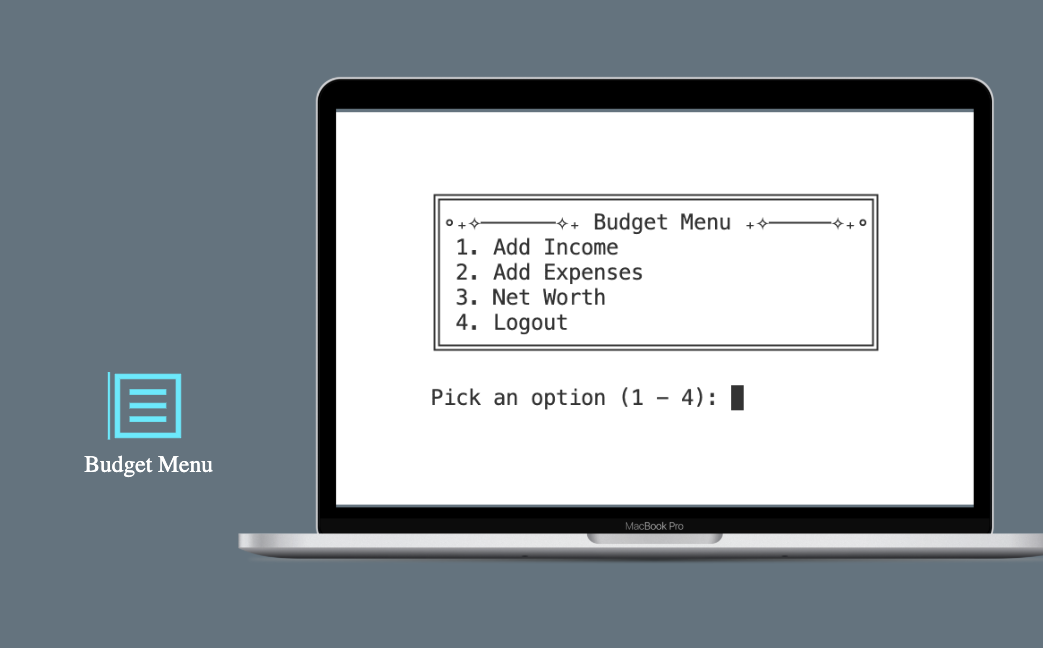 ∘₊✧──────✧₊ Budget Menu ₊✧─────✧₊∘
1. Add Income
2. Add Expenses
3. Net Worth
4. Logout
Pick an option (1 - 4):
Budget Menu
MacBook Pro